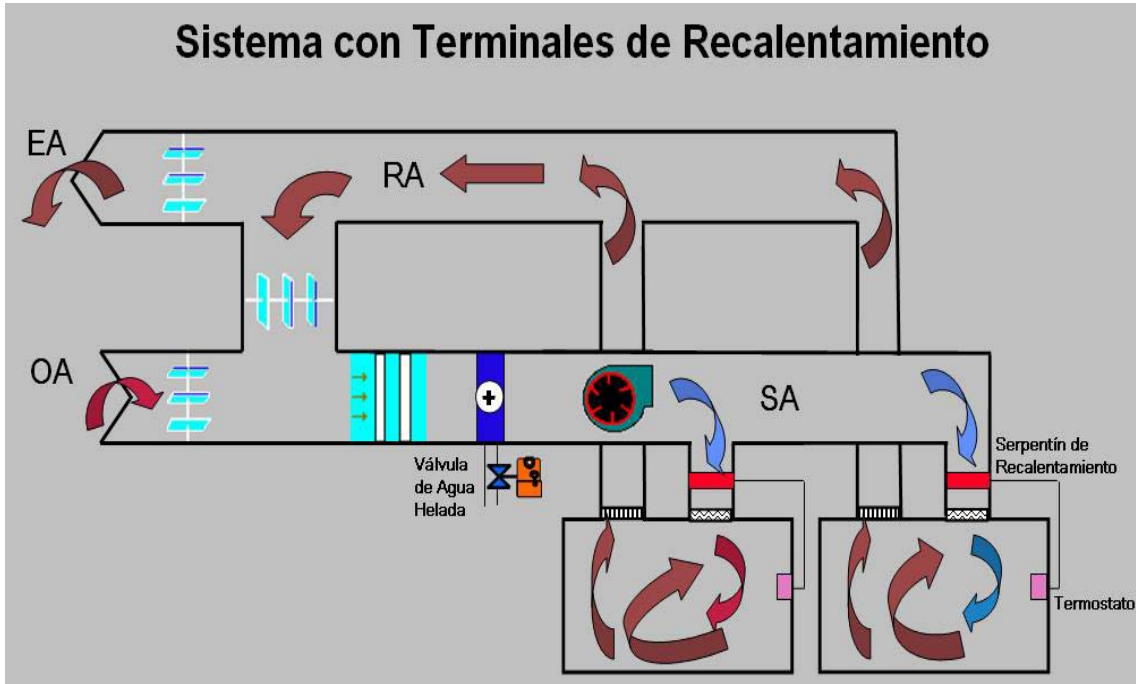 Sistema con Terminales de Recalentamiento
EA
RA
OA
SA
Válvula
de Agua
Helada
Serpentín de
Recalentamiento
Termostato